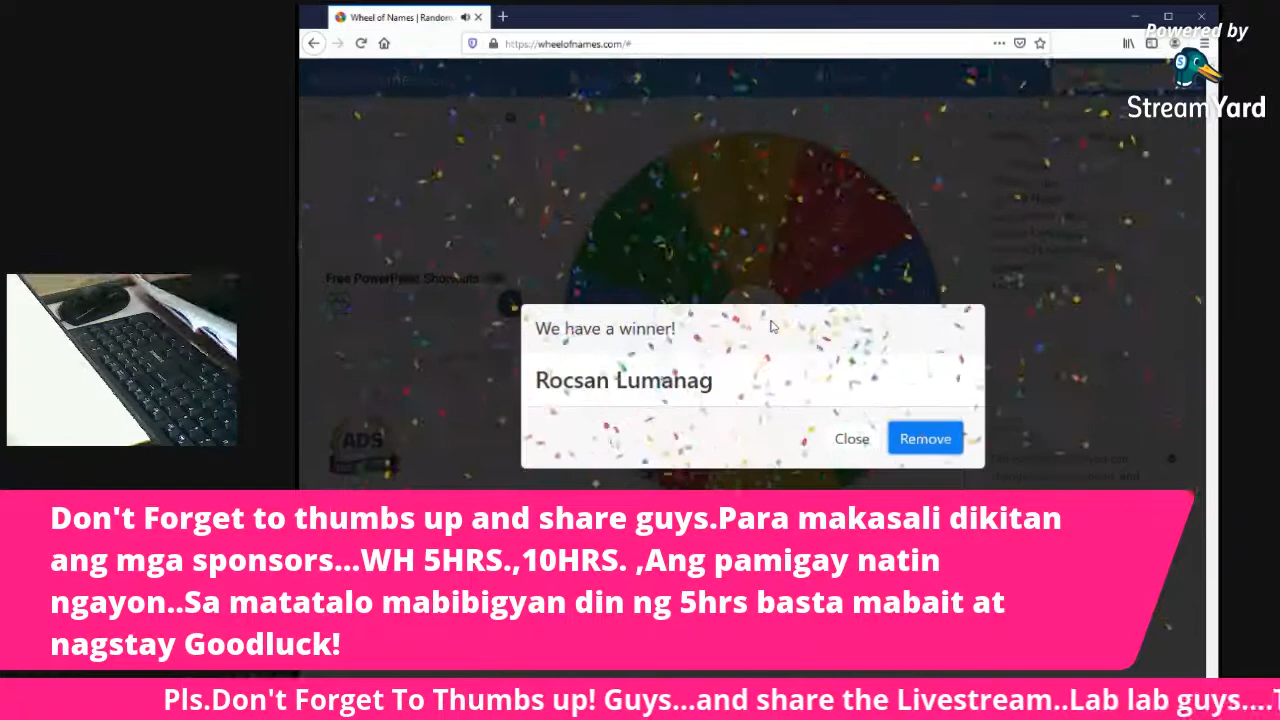 Wheel of Names | Random
https://wheelofnames.com/#
Powered by
StreamYard
Free PowerPoint Shortcuts
We have a winner!
Rocsan Lumanag
Close
Remove
ADS
Don't Forget to thumbs up and share guys.Para makasali dikitan
ang mga sponsors...WH 5HRS.,10HRS. ,Ang pamigay natin
ngayon..Sa matatalo mabibigyan din ng 5hrs basta mabait at
nagstay Goodluck!
Pls.Don't Forget To Thumbs up! Guys...and share the Livestream..Lab lab guys....T